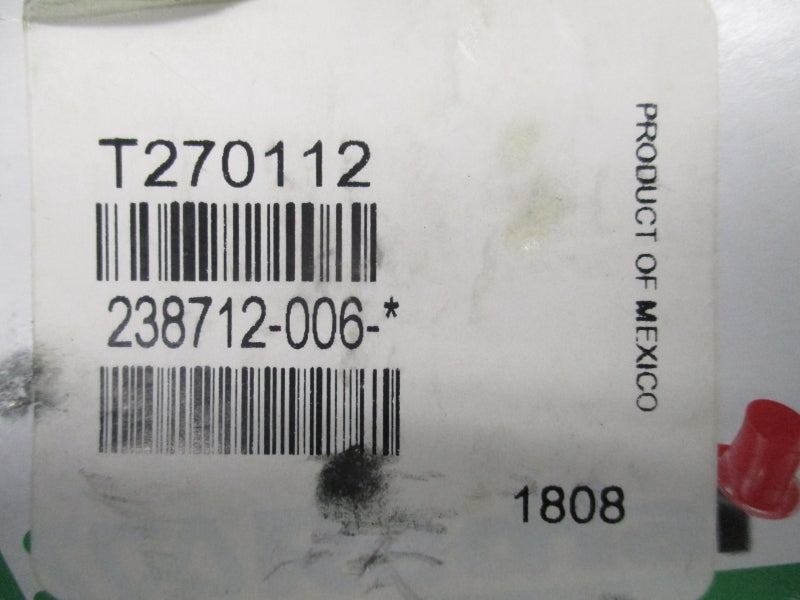 T270112
238712-006-*
1808
PRODUCT OF MEXICO